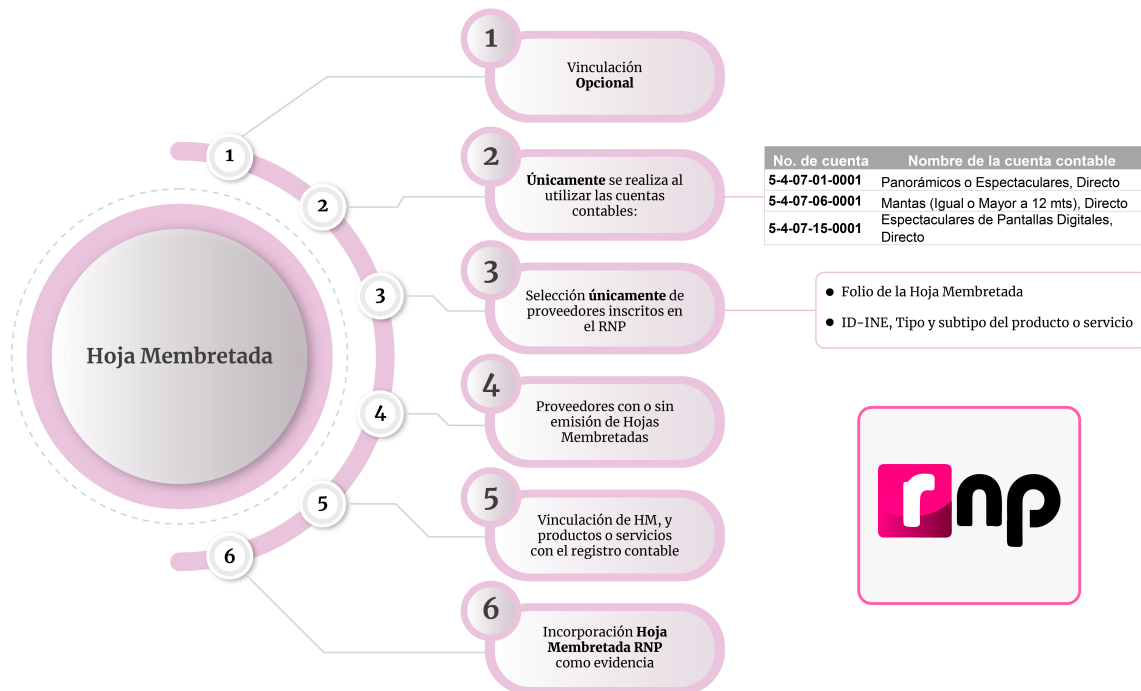 Hoja Membretada
1
2
3
4
5
6
1
Vinculación
Opcional
2
Únicamente se realiza al
utilizar las cuentas
contables:
No. de cuenta Nombre de la cuenta contable
5-4-07-01-0001 Panorámicos o Espectaculares, Directo
5-4-07-06-0001 Mantas (Igual o Mayor a 12 mts), Directo
5-4-07-15-0001 Espectaculares de Pantallas Digitales,
Directo
3
Selección únicamente de
proveedores inscritos en
el RNP
● Folio de la Hoja Membretada
● ID-INE, Tipo y subtipo del producto o servicio
4
Proveedores con o sin
emisión de Hojas
Membretadas
5
Vinculación de HM, y
productos o servicios
con el registro contable
6
Incorporación Hoja
Membretada RNP
como evidencia
rnp